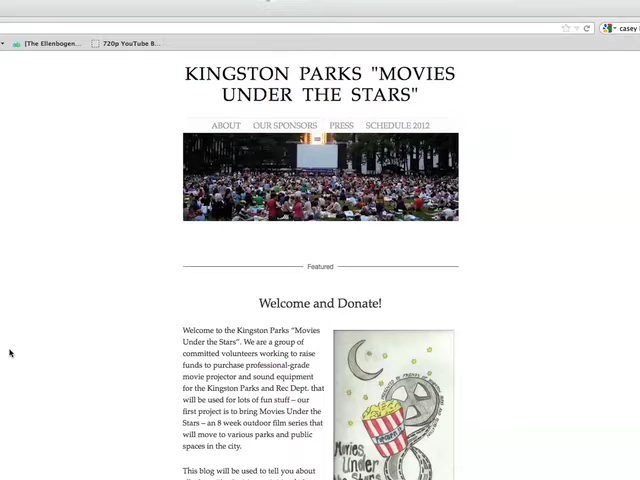 casey
[The Ellenbogen...
720p YouTube B...
KINGSTON PARKS "MOVIES
UNDER THE STARS"
ABOUT OUR SPONSORS PRESS SCHEDULE 2012
Featured
Welcome and Donate!
Welcome to the Kingston Parks “Movies
Under the Stars”. We are a group of
committed volunteers working to raise
funds to purchase professional-grade
movie projector and sound equipment
for the Kingston Parks and Rec Dept. that
will be used for lots of fun stuff – our
first project is to bring Movies Under the
Stars – an 8 week outdoor film series that
will move to various parks and public
spaces in the city.
This blog will be used to tell you about
Movies
Under
the
Stars